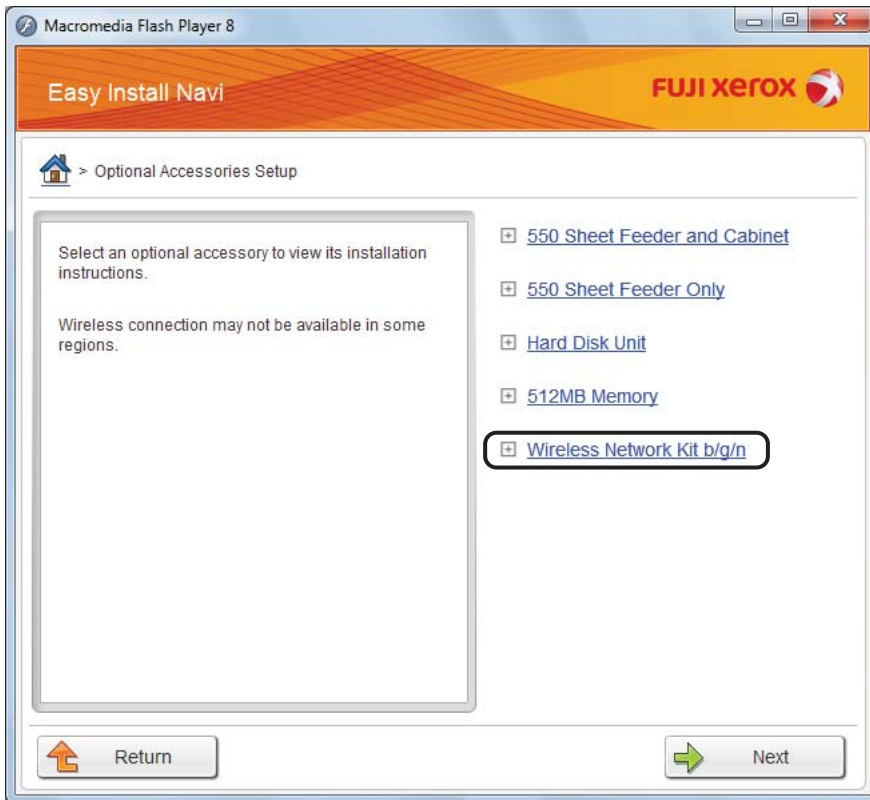 Macromedia Flash Player 8
Easy Install Navi
FUJI xerox
> Optional Accessories Setup
Select an optional accessory to view its installation
instructions.
Wireless connection may not be available in some
regions.
550 Sheet Feeder and Cabinet
550 Sheet Feeder Only
Hard Disk Unit
512MB Memory
Wireless Network Kit b/g/n
Return
Next